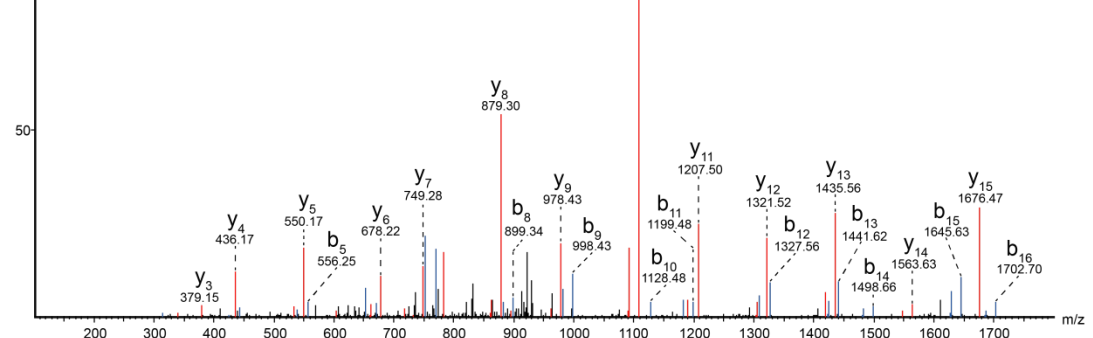 50
y3
379.15
y4
436.17
y5
550.17
b5
556.25
y6
678.22
y7
749.28
y8
879.30
b8
899.34
y9
978.43
b9
998.43
b10
1128.48
b11
1199.48
y11
1207.50
y12
1321.52
b12
1327.56
y13
1435.56
b13
1441.62
b14
1498.66
y14
1563.63
b15
1645.63
y15
1676.47
b16
1702.70
200 300 400 500 600 700 800 900 1000 1100 1200 1300 1400 1500 1600 1700 m/z